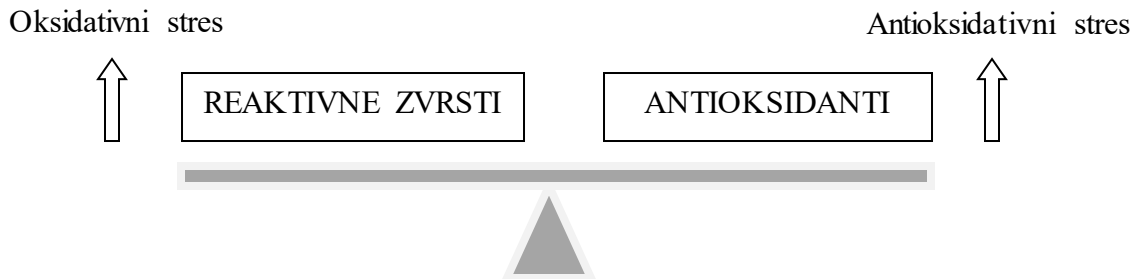 Oksidativni stres
Antioksidativni stres
REAKTIVNE ZVRSTI
ANTIOKSIDANTI